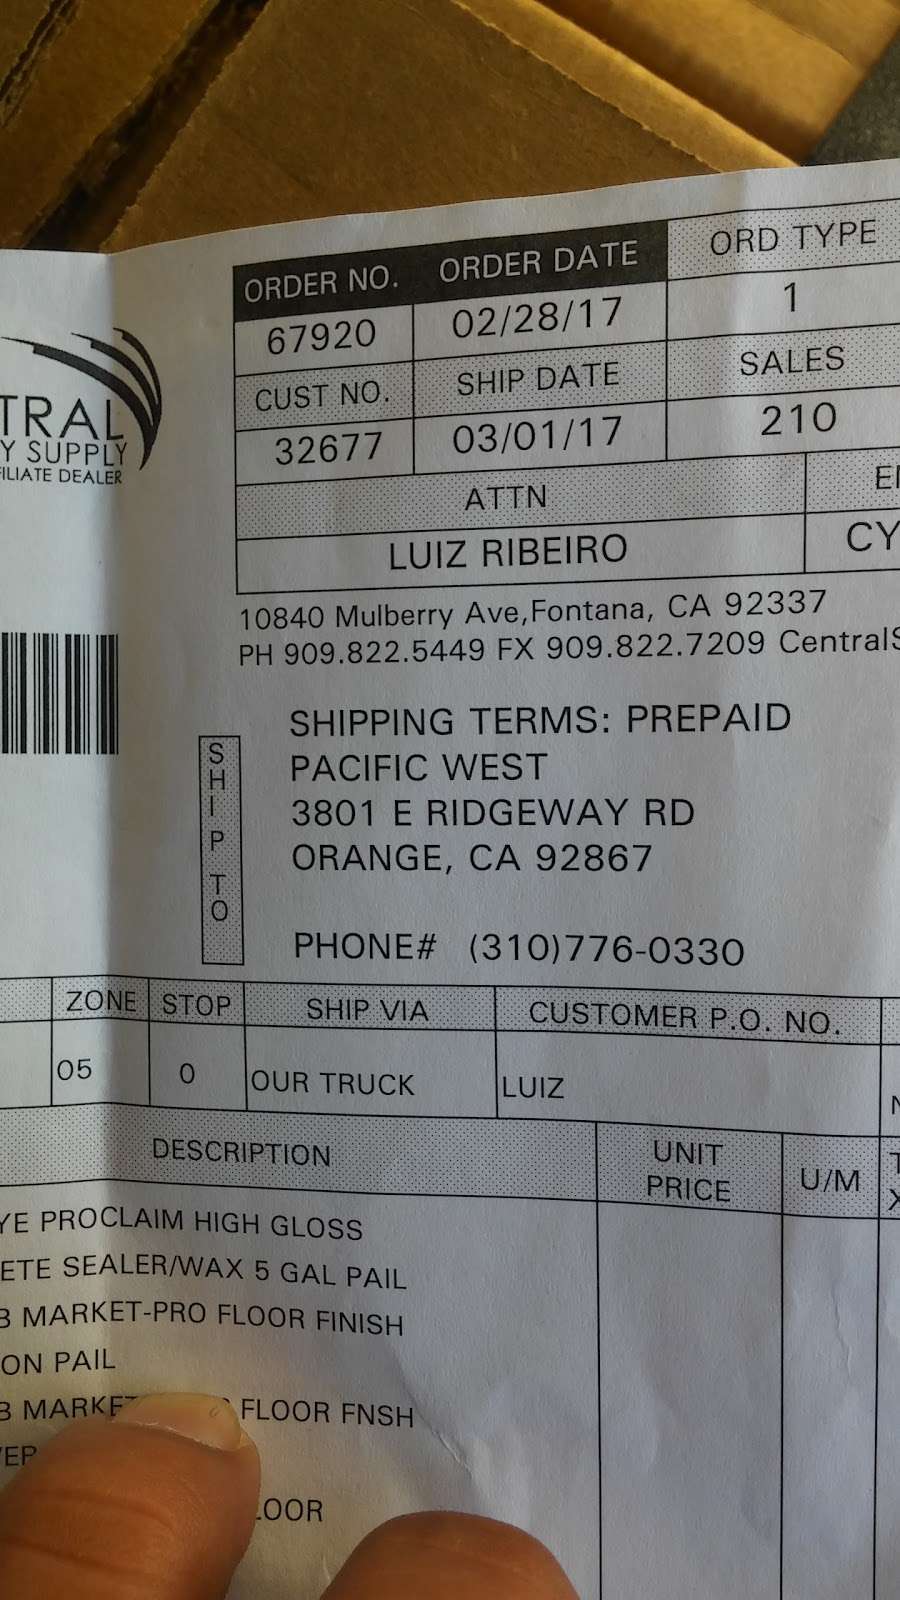 ORDER NO. ORDER DATE ORD TYPE
67920 02/28/17 1
CUST NO. SHIP DATE SALES
32677 03/01/17 210
TRAL
Y SUPPLY
ILIATE DEALER
ATTN
LUIZ RIBEIRO CY
10840 Mulberry Ave,Fontana, CA 92337
PH 909.822.5449 FX 909.822.7209 CentralS
SHIP TO
SHIPPING TERMS: PREPAID
PACIFIC WEST
3801 E RIDGEWAY RD
ORANGE, CA 92867
PHONE# (310)776-0330
ZONE STOP SHIP VIA CUSTOMER P.O. NO.
05 0 OUR TRUCK LUIZ
DESCRIPTION UNIT PRICE U/M
YE PROCLAIM HIGH GLOSS
ETE SEALER/WAX 5 GAL PAIL
B MARKET-PRO FLOOR FINISH
ON PAIL
B MARKET FLOOR FNSH
LOOR